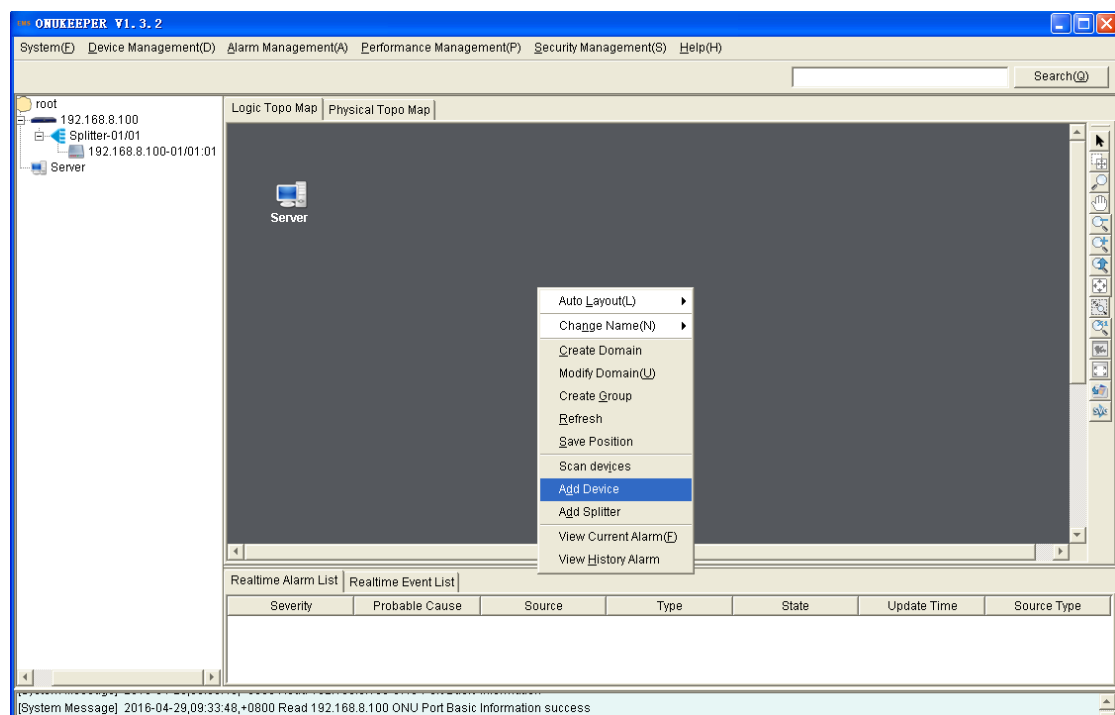 EMS ONUKEEPER V1.3.2
System(F) Device Management(D) Alarm Management(A) Performance Management(P) Security Management(S) Help(H)
Search(Q)
root
192.168.8.100
Splitter-01/01
192.168.8.100-01/01:01
Server
Logic Topo Map Physical Topo Map
Server
Auto Layout(L)
Change Name(N)
Create Domain
Modify Domain(U)
Create Group
Refresh
Save Position
Scan devices
Add Device
Add Splitter
View Current Alarm(F)
View History Alarm
Realtime Alarm List Realtime Event List
Severity Probable Cause Source Type State Update Time Source Type
[System Message] 2016-04-29,09:33:48,+0800 Read 192.168.8.100 ONU Port Basic Information success